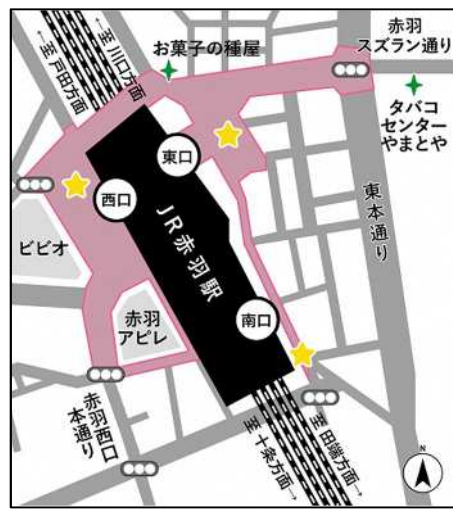 ←至 戸田方面
←至 川口方面
お菓子の種屋
赤羽
スズラン通り
タバコ
センター
やまとや
東口
西口
JR赤羽駅
東本通り
ビビオ
赤羽
アピレ
南口
赤羽西口
本通り
至 十条方面→
至 田端方面→
N